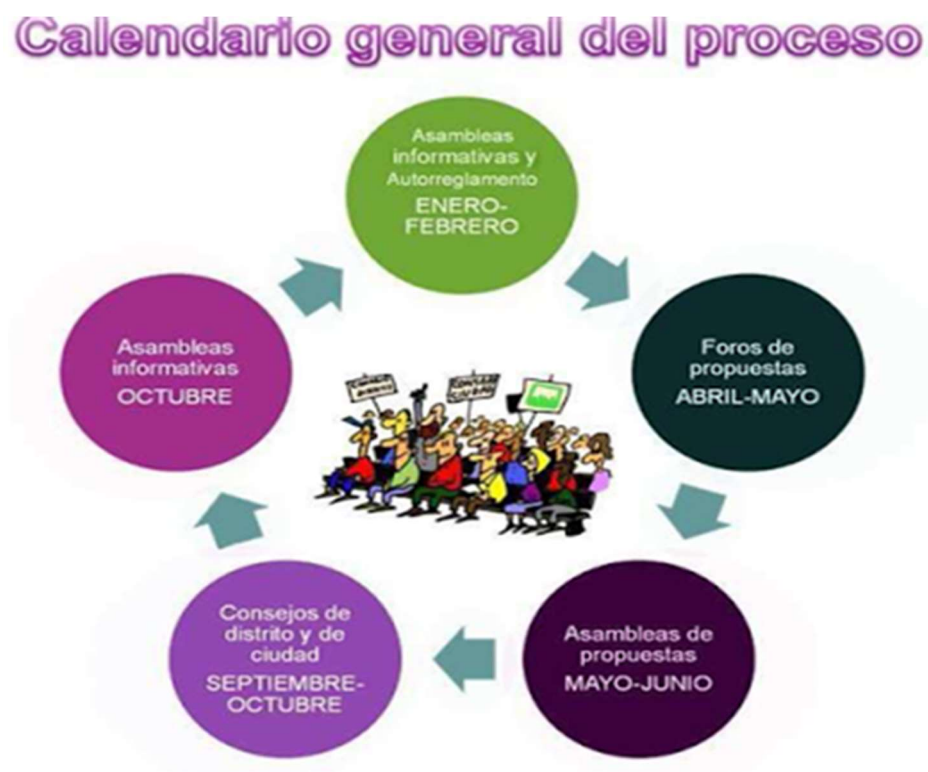 Calendario general del proceso
Asambleas
informativas y
Autorreglamento
ENERO-
FEBRERO
Foros de
propuestas
ABRIL-MAYO
Asambleas de
propuestas
MAYO-JUNIO
Consejos de
distrito y de
ciudad
SEPTIEMBRE-
OCTUBRE
Asambleas
informativas
OCTUBRE